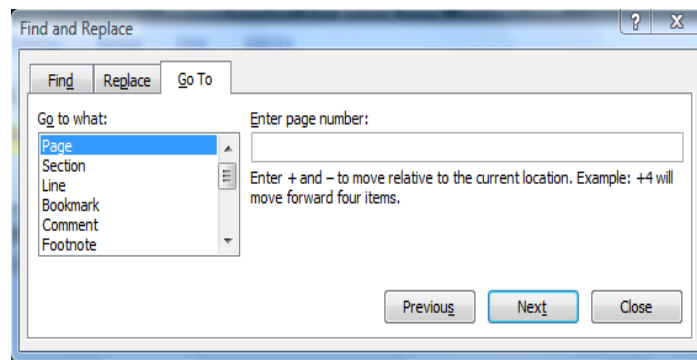 Find and Replace
? X
Find Replace Go To
Go to what:
Page
Section
Line
Bookmark
Comment
Footnote
Enter page number:
Enter + and – to move relative to the current location. Example: +4 will
move forward four items.
Previous Next Close